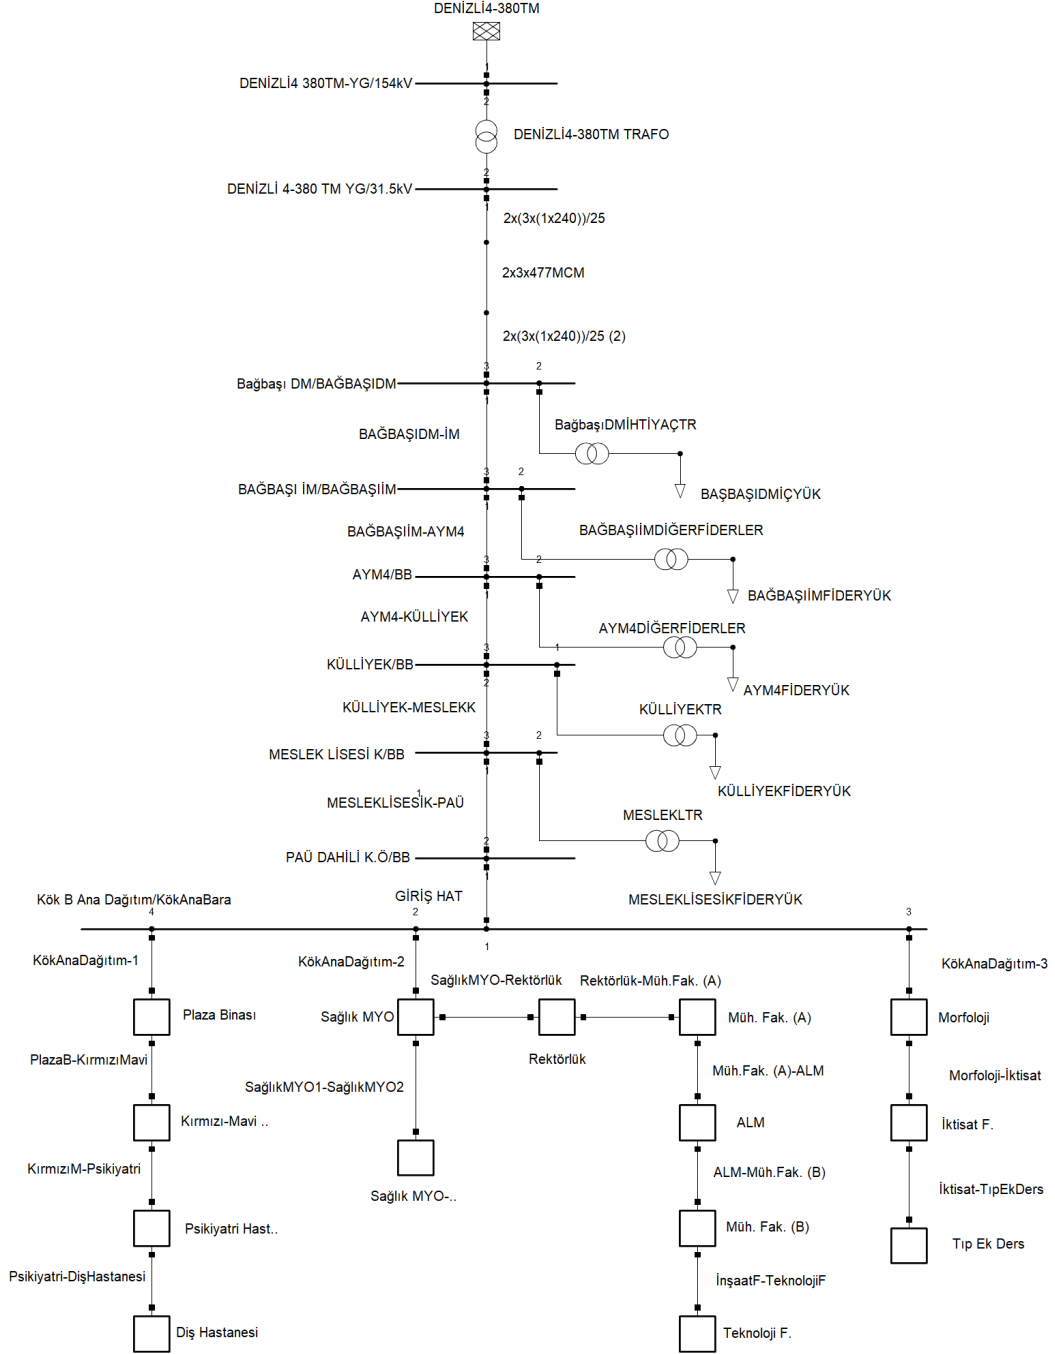 DENİZLİ4-380TM
1
DENİZLİ4 380TM-YG/154kV
2
DENİZLİ4-380TM TRAFO
2
DENİZLİ 4-380 TM YG/31.5kV
1
2x(3x(1x240))/25
2x3x477MCM
2x(3x(1x240))/25 (2)
3
2
Bağbaşı DM/BAĞBAŞIDM
1
BağbaşıDMİHTİYAÇTR
BAĞBAŞIDM-İM
3
2
BAĞBAŞI İM/BAĞBAŞIİM
BAŞBAŞIDMİÇYÜK
1
BAĞBAŞIİM-AYM4
BAĞBAŞIİMDİĞERFİDERLER
3
2
AYM4/BB
1
BAĞBAŞIİMFİDERYÜK
AYM4-KÜLLİYEK
AYM4DİĞERFİDERLER
3
1
KÜLLİYEK/BB
2
AYM4FİDERYÜK
KÜLLİYEK-MESLEKK
KÜLLİYEKTR
3
2
MESLEK LİSESİ K/BB
1
KÜLLİYEKFİDERYÜK
1
MESLEKLİSESİK-PAÜ
MESLEKLTR
2
PAÜ DAHİLİ K.Ö/BB
1
GİRİŞ HAT
MESLEKLİSESİKFİDERYÜK
Kök B Ana Dağıtım/KökAnaBara
4
2
3
1
KökAnaDağıtım-1
KökAnaDağıtım-2
KökAnaDağıtım-3
SağlıkMYO-Rektörlük
Rektörlük-Müh.Fak. (A)
Plaza Binası
Sağlık MYO
Müh. Fak. (A)
Morfoloji
Rektörlük
PlazaB-KırmızıMavi
Müh.Fak. (A)-ALM
Morfoloji-İktisat
SağlıkMYO1-SağlıkMYO2
Kırmızı-Mavi ..
ALM
İktisat F.
KırmızıM-Psikiyatri
ALM-Müh.Fak. (B)
İktisat-TıpEkDers
Sağlık MYO-..
Psikiyatri Hast..
Müh. Fak. (B)
Tıp Ek Ders
Psikiyatri-DişHastanesi
İnşaatF-TeknolojiF
Diş Hastanesi
Teknoloji F.